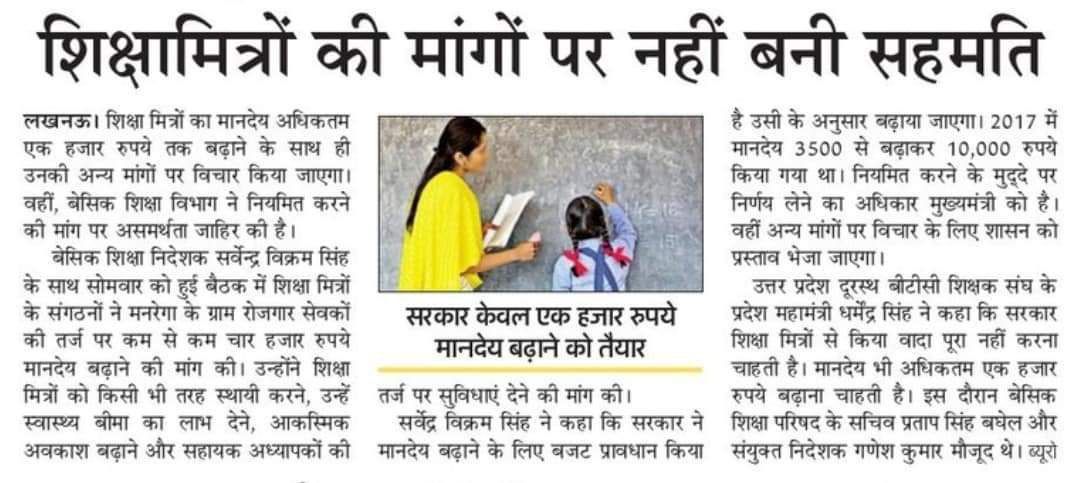 शिक्षामित्रों की मांगों पर नहीं बनी सहमति
लखनऊ। शिक्षा मित्रों का मानदेय अधिकतम
एक हजार रुपये तक बढ़ाने के साथ ही
उनकी अन्य मांगों पर विचार किया जाएगा।
वहीं, बेसिक शिक्षा विभाग ने नियमित करने
की मांग पर असमर्थता जाहिर की है।
बेसिक शिक्षा निदेशक सर्वेन्द्र विक्रम सिंह
के साथ सोमवार को हुई बैठक में शिक्षा मित्रों
के संगठनों ने मनरेगा के ग्राम रोजगार सेवकों
की तर्ज पर कम से कम चार हजार रुपये
मानदेय बढ़ाने की मांग की। उन्होंने शिक्षा
मित्रों को किसी भी तरह स्थायी करने, उन्हें
स्वास्थ्य बीमा का लाभ देने, आकस्मिक
अवकाश बढ़ाने और सहायक अध्यापकों की
सरकार केवल एक हजार रुपये
मानदेय बढ़ाने को तैयार
तर्ज पर सुविधाएं देने की मांग की।
सर्वेंद्र विक्रम सिंह ने कहा कि सरकार ने
मानदेय बढ़ाने के लिए बजट प्रावधान किया
है उसी के अनुसार बढ़ाया जाएगा। 2017 में
मानदेय 3500 से बढ़ाकर 10,000 रुपये
किया गया था। नियमित करने के मुद्दे पर
निर्णय लेने का अधिकार मुख्यमंत्री को है।
वहीं अन्य मांगों पर विचार के लिए शासन को
प्रस्ताव भेजा जाएगा।
उत्तर प्रदेश दूरस्थ बीटीसी शिक्षक संघ के
प्रदेश महामंत्री धर्मेंद्र सिंह ने कहा कि सरकार
शिक्षा मित्रों से किया वादा पूरा नहीं करना
चाहती है। मानदेय भी अधिकतम एक हजार
रुपये बढ़ाना चाहती है। इस दौरान बेसिक
शिक्षा परिषद के सचिव प्रताप सिंह बघेल और
संयुक्त निदेशक गणेश कुमार मौजूद थे। ब्यूरो